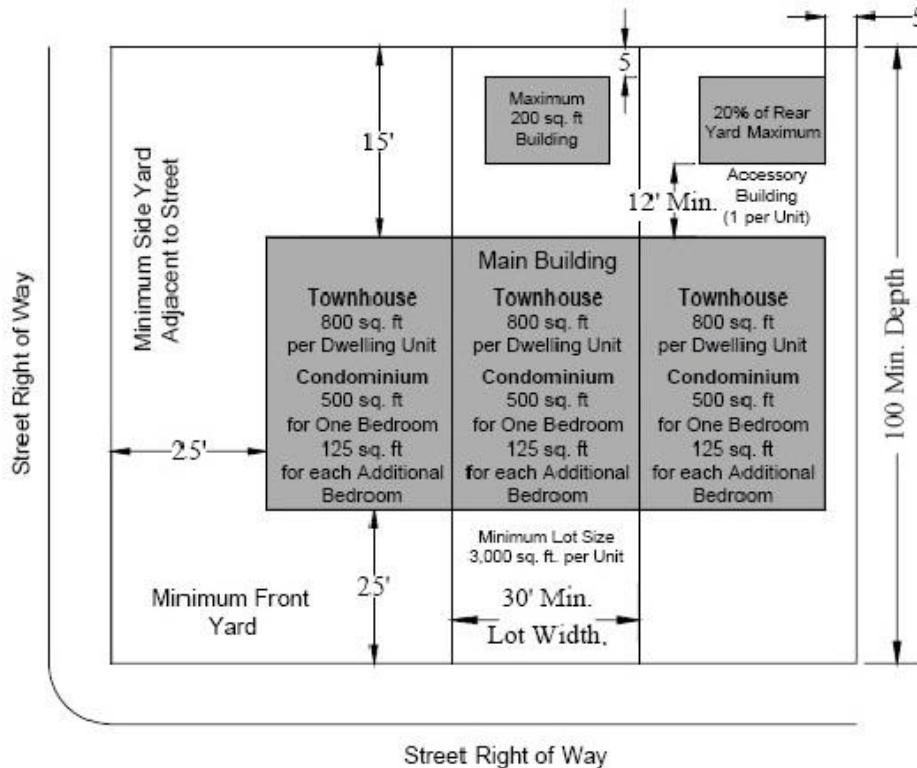 5
5
Maximum
200 sq. ft
Building
20% of Rear
Yard Maximum
15'
Accessory
Building
(1 per Unit)
12' Min.
Minimum Side Yard
Adjacent to Street
Street Right of Way
Main Building
Townhouse
800 sq. ft
per Dwelling Unit
Condominium
500 sq. ft
for One Bedroom
125 sq. ft
for each Additional
Bedroom
Townhouse
800 sq. ft
per Dwelling Unit
Condominium
500 sq. ft
for One Bedroom
125 sq. ft
for each Additional
Bedroom
Townhouse
800 sq. ft
per Dwelling Unit
Condominium
500 sq. ft
for One Bedroom
125 sq. ft
for each Additional
Bedroom
100 Min. Depth
25'
25'
Minimum Lot Size
3,000 sq. ft. per Unit
Minimum Front
Yard
30' Min.
Lot Width.
Street Right of Way